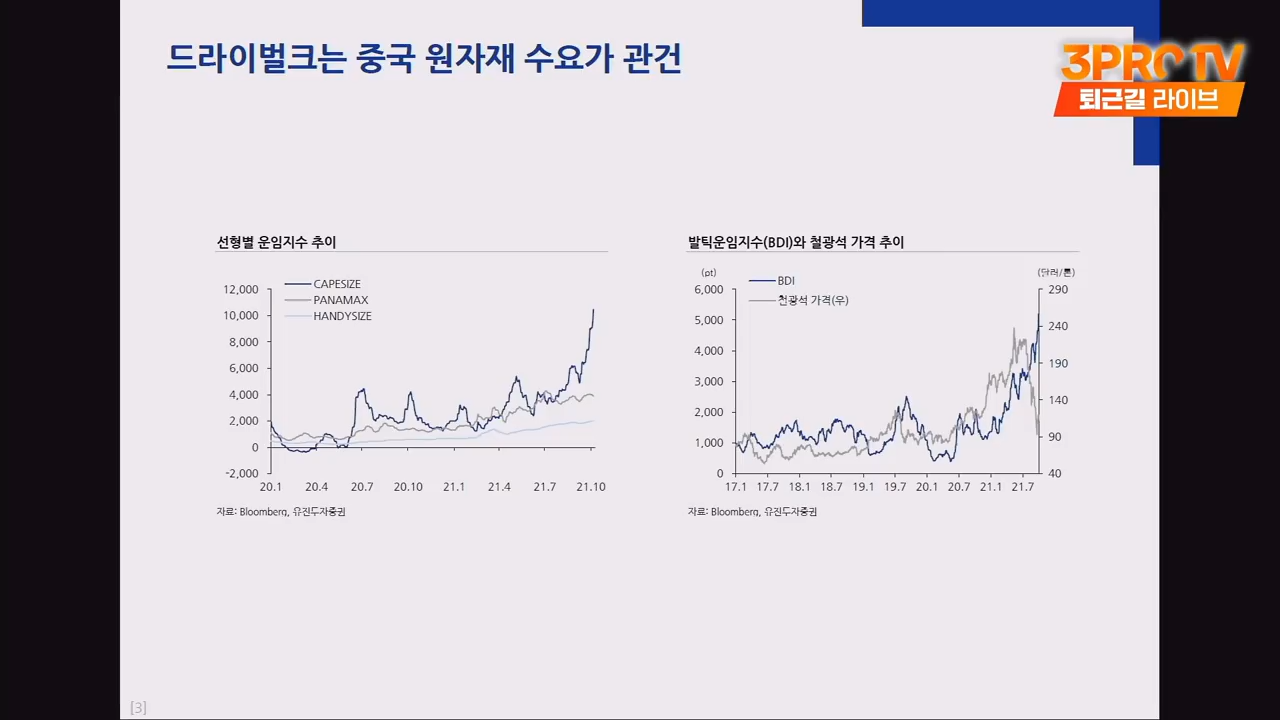 드라이벌크는 중국 원자재 수요가 관건
3PROTV
퇴근길 라이브
선형별 운임지수 추이
CAPESIZE
PANAMAX
HANDYSIZE
12,000
10,000
8,000
6,000
4,000
2,000
0
-2,000
20.1 20.4 20.7 20.10 21.1 21.4 21.7 21.10
자료: Bloomberg, 유진투자증권
발틱운임지수(BDI)와 철광석 가격 추이
(pt) (달러/톤)
BDI
철광석 가격(우)
6,000 290
5,000 240
4,000 190
3,000 140
2,000 90
1,000 40
0
17.1 17.7 18.1 18.7 19.1 19.7 20.1 20.7 21.1 21.7
자료: Bloomberg, 유진투자증권
[3]